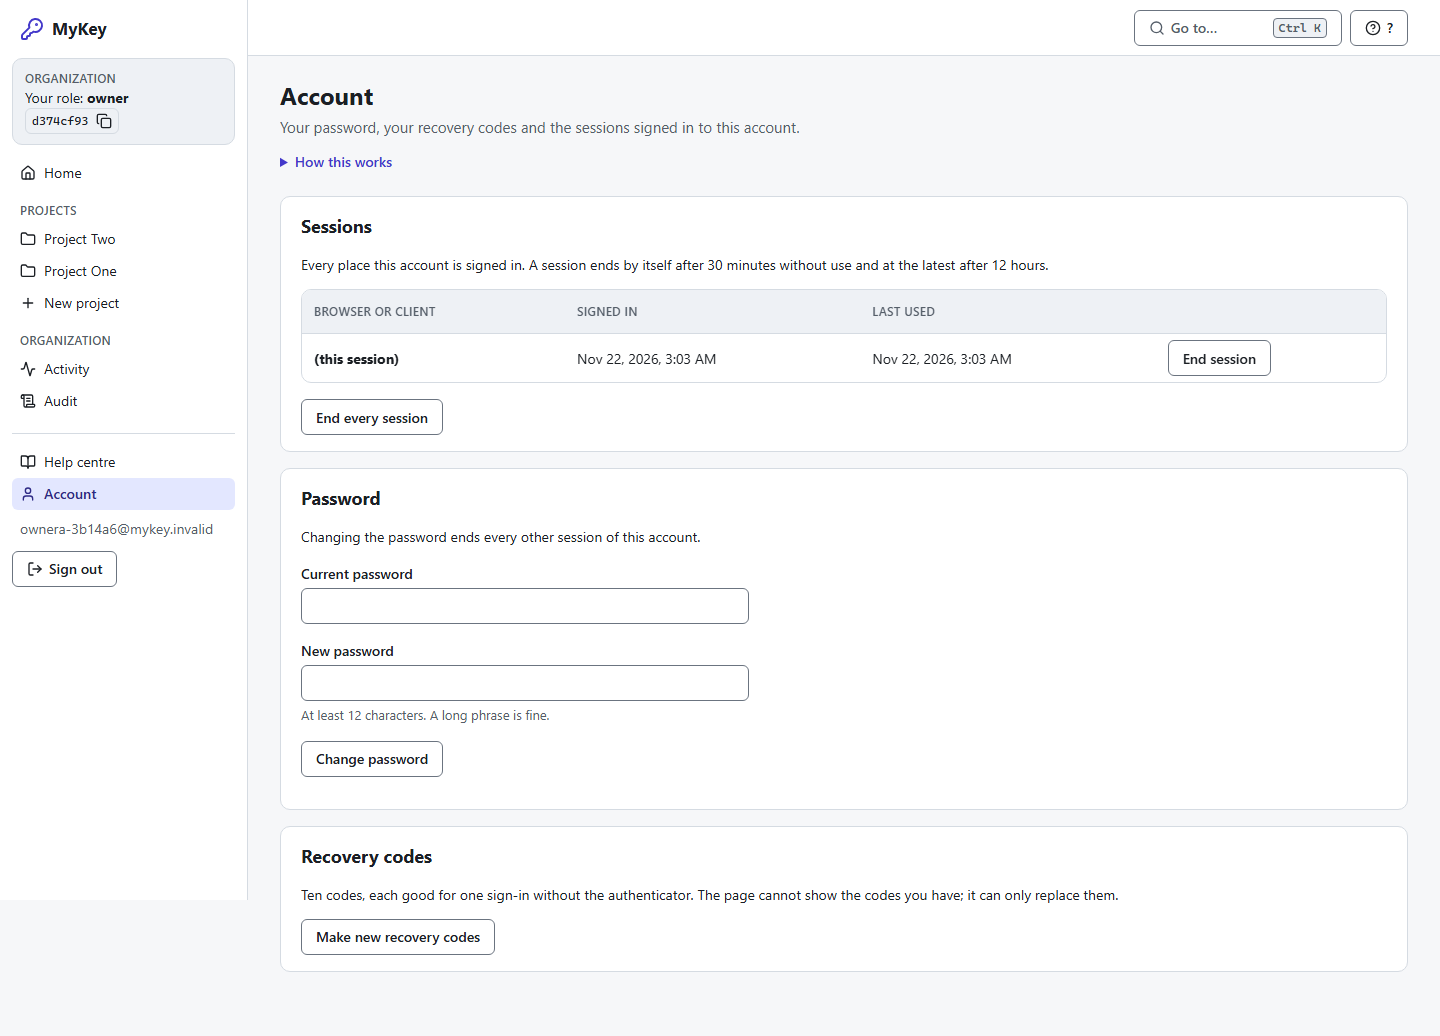 MyKey
Go to...
Ctrl K
?
ORGANIZATION
Your role: owner
d374cf93
Home
PROJECTS
Project Two
Project One
New project
ORGANIZATION
Activity
Audit
Help centre
Account
ownera-3b14a6@mykey.invalid
Sign out
Account
Your password, your recovery codes and the sessions signed in to this account.
How this works
Sessions
Every place this account is signed in. A session ends by itself after 30 minutes without use and at the latest after 12 hours.
BROWSER OR CLIENT SIGNED IN LAST USED
(this session) Nov 22, 2026, 3:03 AM Nov 22, 2026, 3:03 AM End session
End every session
Password
Changing the password ends every other session of this account.
Current password
New password
At least 12 characters. A long phrase is fine.
Change password
Recovery codes
Ten codes, each good for one sign-in without the authenticator. The page cannot show the codes you have; it can only replace them.
Make new recovery codes